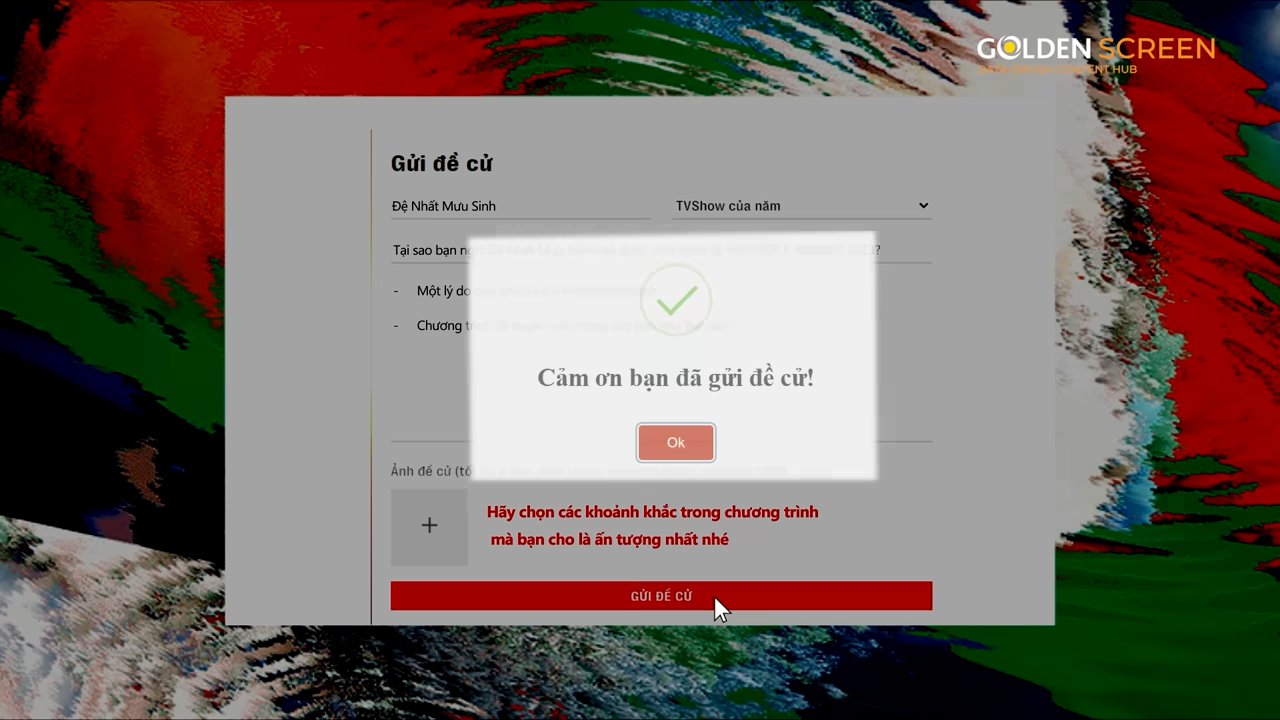 GOLDEN SCREEN
CONTENT HUB
Gửi đề cử
Đệ Nhất Mưu Sinh
TVShow của năm
Tại sao bạn
?
- Một lý do
- Chương
Cảm ơn bạn đã gửi đề cử!
Ok
Ảnh đề cử
Hãy chọn các khoảnh khắc trong chương trình
mà bạn cho là ấn tượng nhất nhé
GỬI ĐỀ CỬ